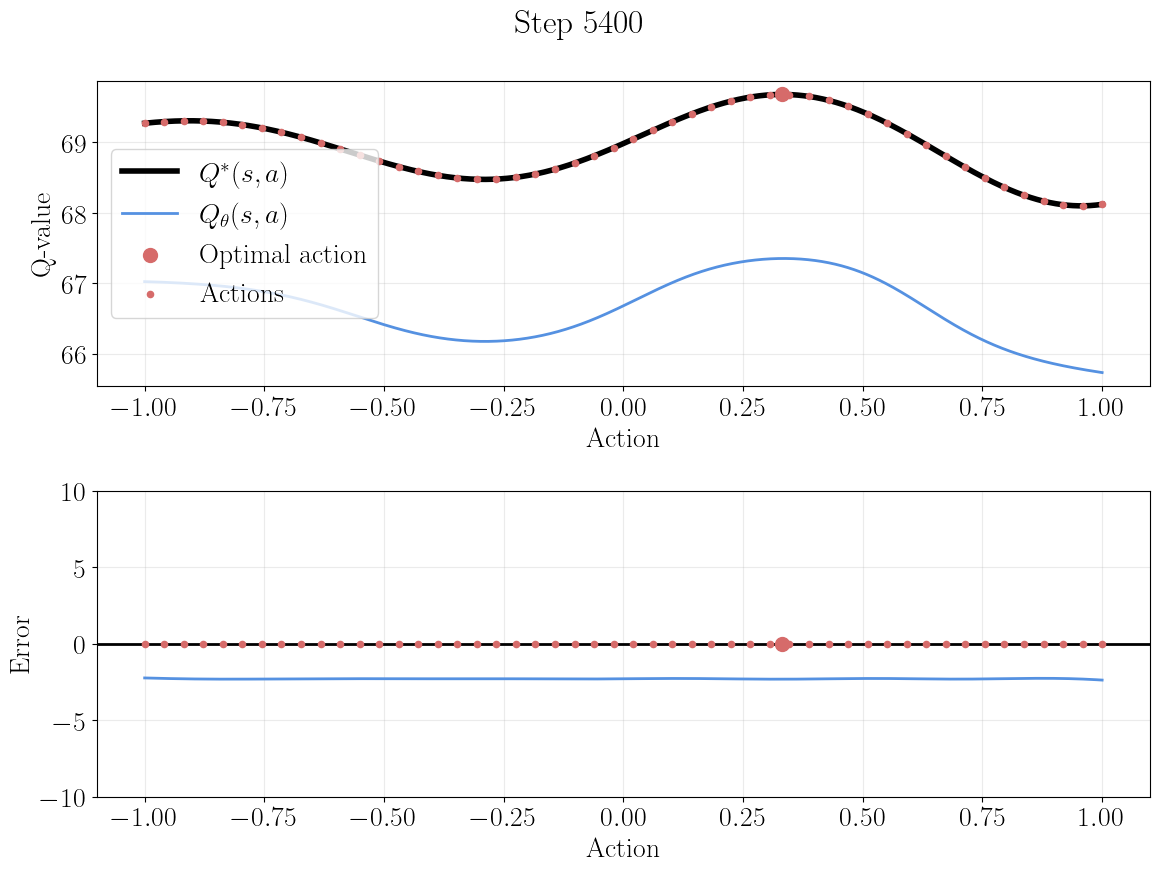 Step 5400
69
68
67
66
Q-value
Q*(s, a)
Qθ(s, a)
Optimal action
Actions
−1.00 −0.75 −0.50 −0.25 0.00 0.25 0.50 0.75 1.00
Action
10
5
0
−5
−10
Error
−1.00 −0.75 −0.50 −0.25 0.00 0.25 0.50 0.75 1.00
Action